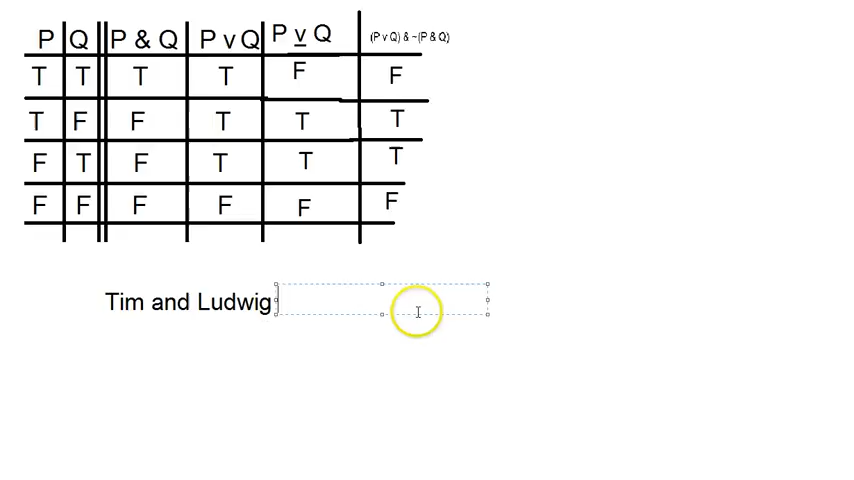 P Q P & Q P v Q P v Q (P v Q) & ~(P & Q)
T T T T F F
T F F T T T
F T F T T T
F F F F F F
Tim and Ludwig